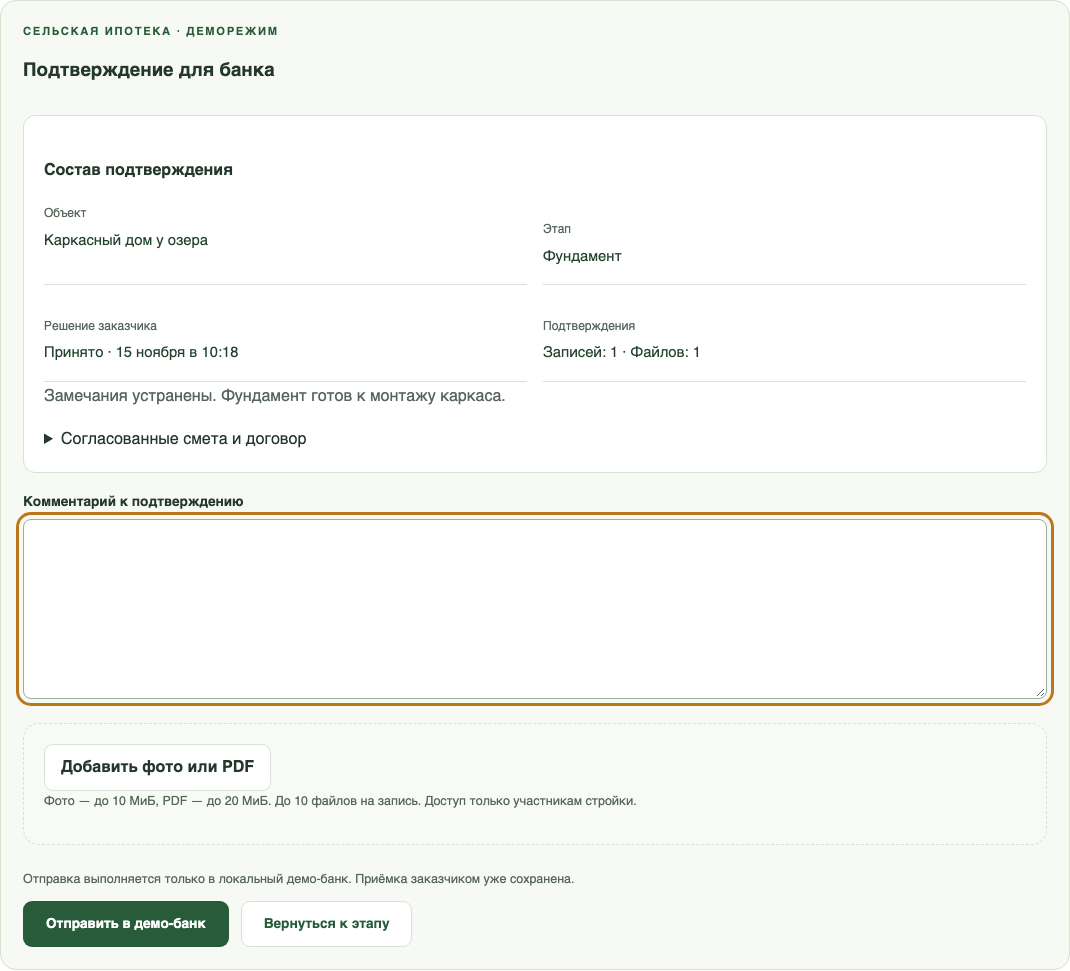 СЕЛЬСКАЯ ИПОТЕКА · ДЕМОРЕЖИМ
Подтверждение для банка
Состав подтверждения
Объект
Каркасный дом у озера
Этап
Фундамент
Решение заказчика
Принято · 15 ноября в 10:18
Подтверждения
Записей: 1 · Файлов: 1
Замечания устранены. Фундамент готов к монтажу каркаса.
Согласованные смета и договор
Комментарий к подтверждению
Добавить фото или PDF
Фото — до 10 МиБ, PDF — до 20 МиБ. До 10 файлов на запись. Доступ только участникам стройки.
Отправка выполняется только в локальный демо-банк. Приёмка заказчиком уже сохранена.
Отправить в демо-банк
Вернуться к этапу